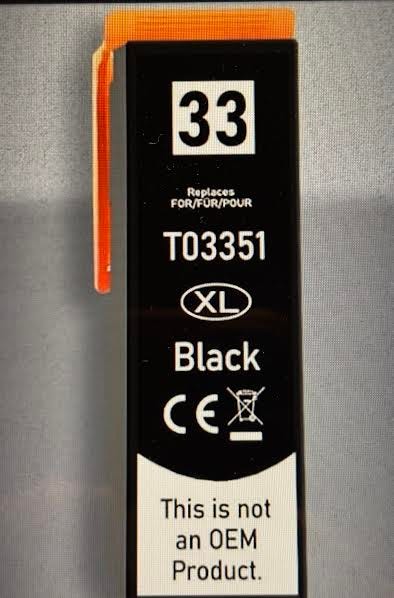 33
Replaces
FOR/FÜR/POUR
T03351
XL
Black
CE
This is not
an OEM
Product.